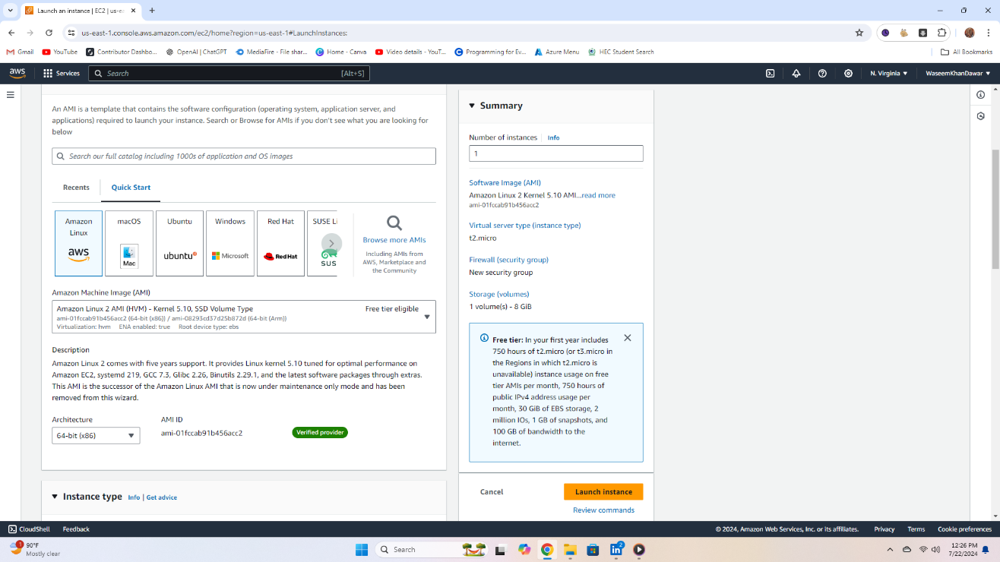 Launch an instance | EC2 | us-e
us-east-1.console.aws.amazon.com/ec2/home?region=us-east-1#LaunchInstances:
Gmail
YouTube
Contributor Dashbo...
OpenAI | ChatGPT
MediaFire - File shar...
Home - Canva
Video details - YouT...
Programming for Ev...
Azure Menu
HEC Student Search
All Bookmarks
aws
Services
Search
[Alt+S]
N. Virginia
WaseemKhanDawar
An AMI is a template that contains the software configuration (operating system, application server, and
applications) required to launch your instance. Search or Browse for AMIs if you don't see what you are looking for
below
Search our full catalog including 1000s of application and OS images
Recents
Quick Start
Amazon
Linux
aws
macOS
Mac
Ubuntu
ubuntu
Windows
Microsoft
Red Hat
RedHat
SUSE Li
SUS
Browse more AMIs
Including AMIs from
AWS, Marketplace and
the Community
Amazon Machine Image (AMI)
Amazon Linux 2 AMI (HVM) - Kernel 5.10, SSD Volume Type
Free tier eligible
ami-01fccab91b456acc2 (64-bit (x86)) / ami-08293cd37d25b872d (64-bit (Arm))
Virtualization: hvm ENA enabled: true Root device type: ebs
Description
Amazon Linux 2 comes with five years support. It provides Linux kernel 5.10 tuned for optimal performance on
Amazon EC2, systemd 219, GCC 7.3, Glibc 2.26, Binutils 2.29.1, and the latest software packages through extras.
This AMI is the successor of the Amazon Linux AMI that is now under maintenance only mode and has been
removed from this wizard.
Architecture
64-bit (x86)
AMI ID
ami-01fccab91b456acc2
Verified provider
Instance type
Info | Get advice
Summary
Number of instances
Info
1
Software Image (AMI)
Amazon Linux 2 Kernel 5.10 AMI...read more
ami-01fccab91b456acc2
Virtual server type (instance type)
t2.micro
Firewall (security group)
New security group
Storage (volumes)
1 volume(s) - 8 GiB
Free tier: In your first year includes
750 hours of t2.micro (or t3.micro in
the Regions in which t2.micro is
unavailable) instance usage on free
tier AMIs per month, 750 hours of
public IPv4 address usage per
month, 30 GiB of EBS storage, 2
million IOs, 1 GB of snapshots, and
100 GB of bandwidth to the
internet.
Cancel
Launch instance
Review commands
CloudShell
Feedback
© 2024, Amazon Web Services, Inc. or its affiliates.
Privacy
Terms
Cookie preferences
1
90°F
Mostly clear
Search
2
12:26 PM
7/22/2024